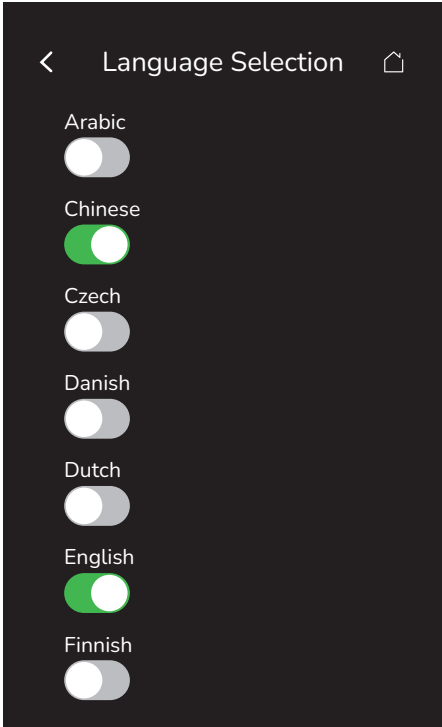 Language Selection
Arabic
Chinese
Czech
Danish
Dutch
English
Finnish